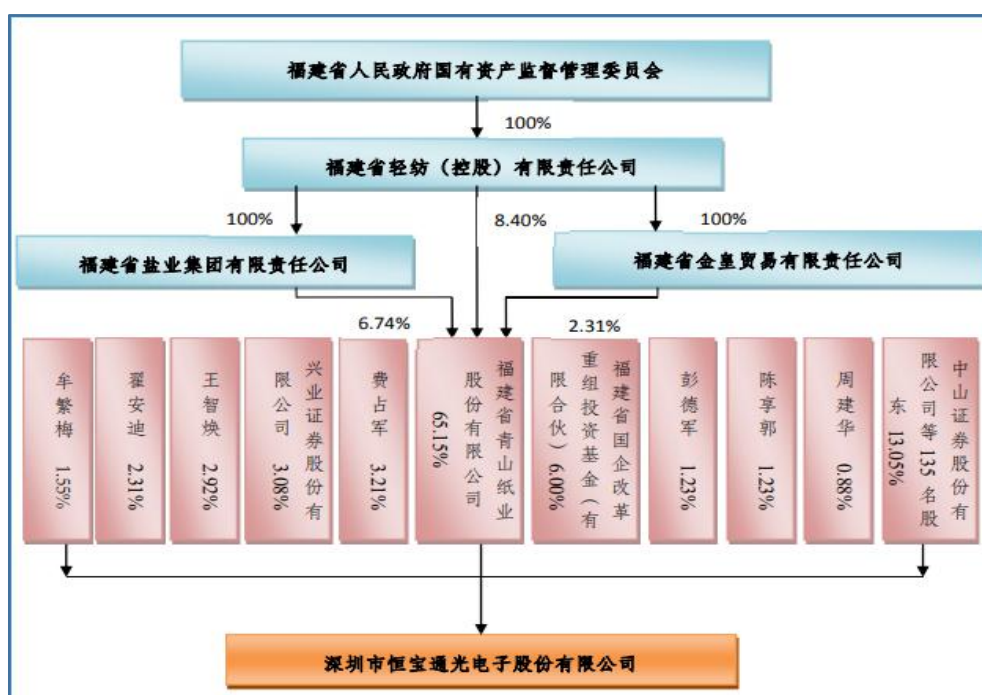 福建省人民政府国有资产监督管理委员会
100%
福建省轻纺（控股）有限责任公司
100%
8.40%
100%
福建省盐业集团有限责任公司
福建省金皇贸易有限责任公司
6.74%
2.31%
牟繁梅
1.55%
翟安迪
2.31%
王智焕
2.92%
兴业证券股份有
限公司
3.08%
费占军
3.21%
福建省青山纸业
股份有限公司
65.15%
福建省国企改革
重组投资基金（有
限合伙）6.00%
彭德军
1.23%
陈享郭
1.23%
周建华
0.88%
中山证券股份有
限公司等 135 名股
东 13.05%
深圳市恒宝通光电子股份有限公司